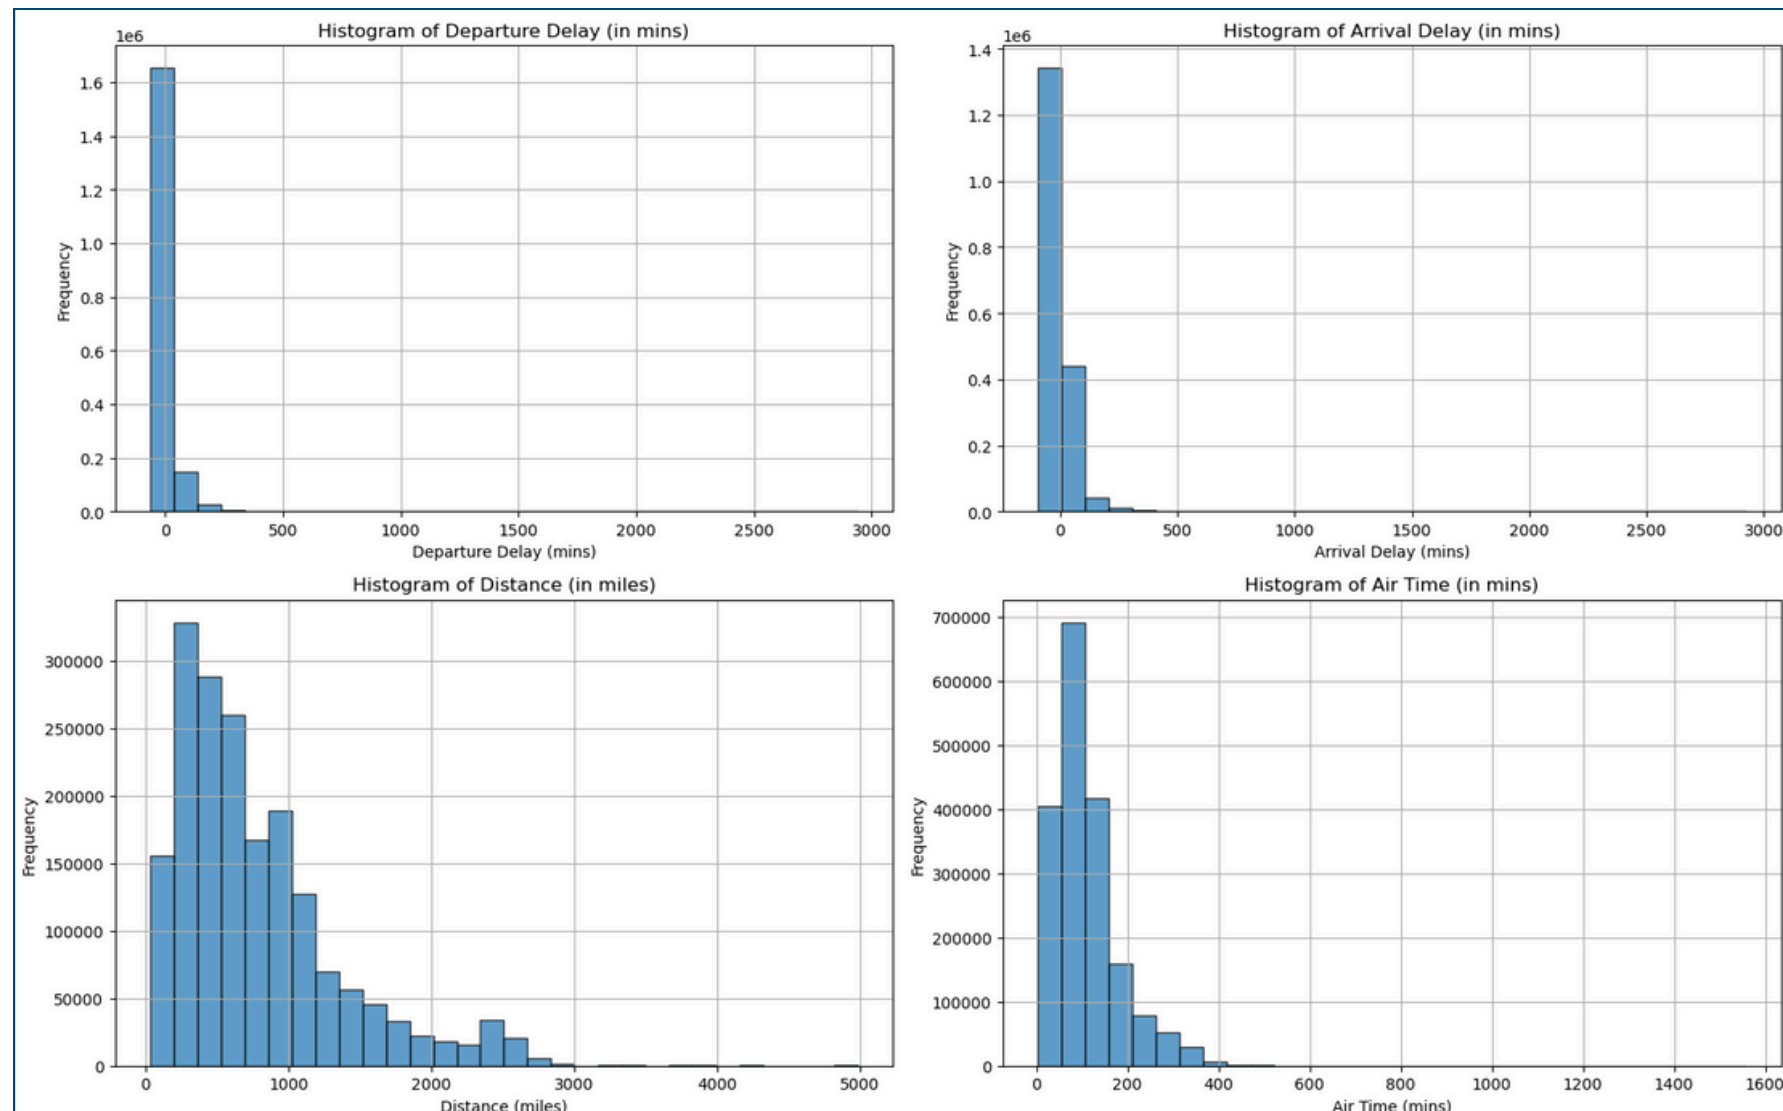 Histogram of Departure Delay (in mins)
1e6
1.6
1.4
1.2
1.0
0.8
0.6
0.4
0.2
0.0
Frequency
0 500 1000 1500 2000 2500 3000
Departure Delay (mins)
Histogram of Arrival Delay (in mins)
1e6
1.4
1.2
1.0
0.8
0.6
0.4
0.2
0.0
Frequency
0 500 1000 1500 2000 2500 3000
Arrival Delay (mins)
Histogram of Distance (in miles)
300000
250000
200000
150000
100000
50000
0
Frequency
0 1000 2000 3000 4000 5000
Distance (miles)
Histogram of Air Time (in mins)
700000
600000
500000
400000
300000
200000
100000
0
Frequency
0 200 400 600 800 1000 1200 1400 1600
Air Time (mins)